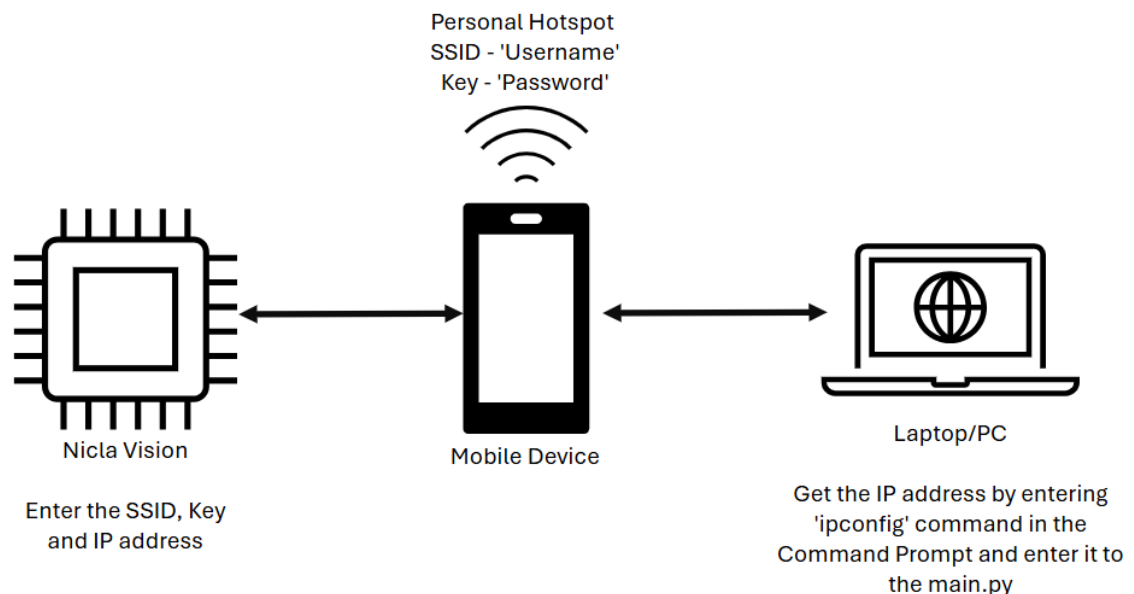 Personal Hotspot
SSID - 'Username'
Key - 'Password'
Nicla Vision
Enter the SSID, Key
and IP address
Mobile Device
Laptop/PC
Get the IP address by entering
'ipconfig' command in the
Command Prompt and enter it to
the main.py